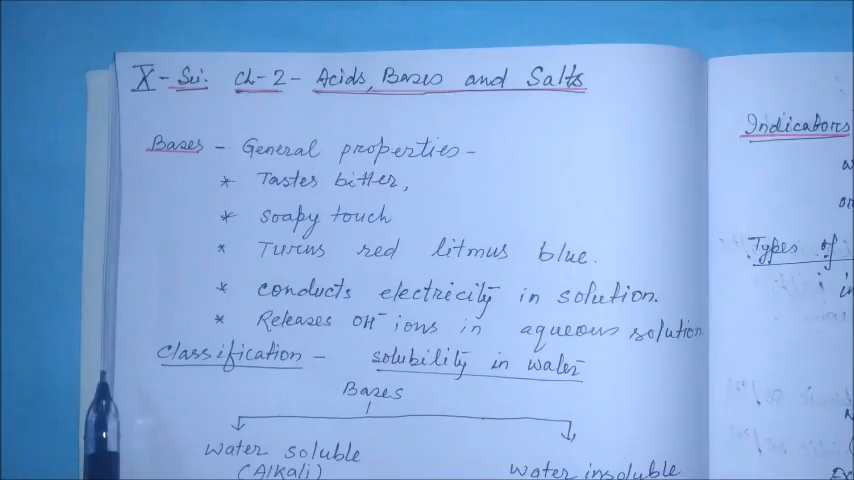 X- Sci. Ch-2- Acids, Bases and Salts
Bases - General properties -
* Tastes bitter,
* soapy touch
* Turns red litmus blue.
* conducts electricity in solution.
* Releases OH⁻ ions in aqueous solution.
Classification - solubility in water
Bases
Water soluble
(Alkali)
Water insoluble
Indicators
or
Types of
in